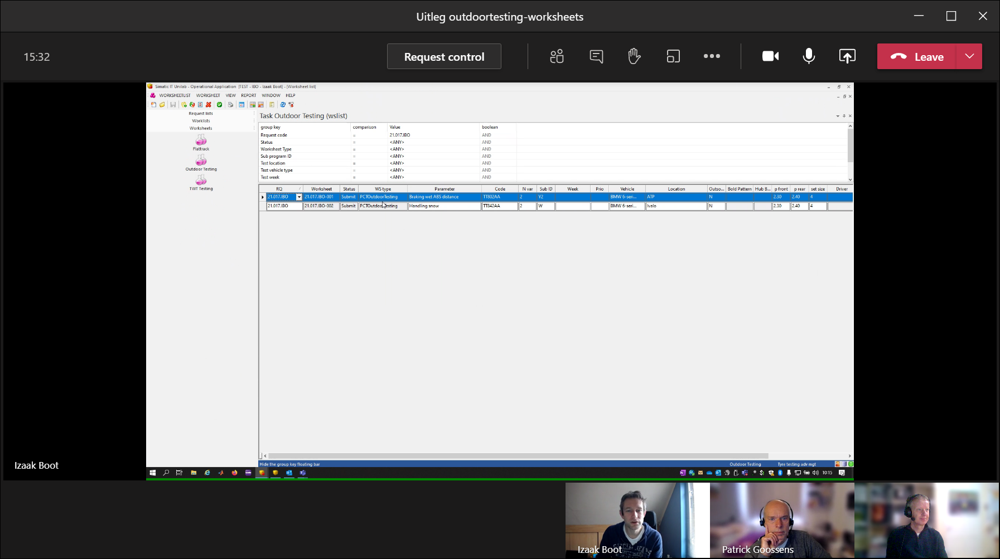 Uitleg outdoortesting-worksheets
15:32
Request control
Leave
Simatic IT Unilab - Operational Application [TEST - IBO - Izaak Boot] - [Worksheet list]
WORKSHEETLIST WORKSHEET VIEW REPORT WINDOW HELP
Request lists
Worklists
Worksheets
Flattrack
Outdoor Testing
TWT Testing
Task Outdoor Testing (wslist)
group key comparison Value boolean
Request code = 21.017.IBO AND
Status = <ANY> AND
Worksheet Type = <ANY> AND
Sub program ID = <ANY> AND
Test location = <ANY> AND
Test vehicle type = <ANY> AND
Test week = <ANY> AND
RQ Worksheet Status WS type Parameter Code N var Sub ID Week Prio Vehicle Location Outso... Bold Pattern Hub B... p front p rear set size Driver
21.017.IBO 21.017.IBO-001 Submit PCTOutdoorTesting Braking wet ABS distance TT802AA 2 Y2 BMW 6-seri... ATP N 2.30 2.40 4
21.017.IBO 21.017.IBO-002 Submit PCTOutdoorTesting Handling snow TT842AA 2 W BMW 6-seri... Ivalo N 2.30 2.40 4
Hide the group key floating bar Outdoor Testing Tyre testing adv mgt
10:15
Izaak Boot
Izaak Boot
Patrick Goossens